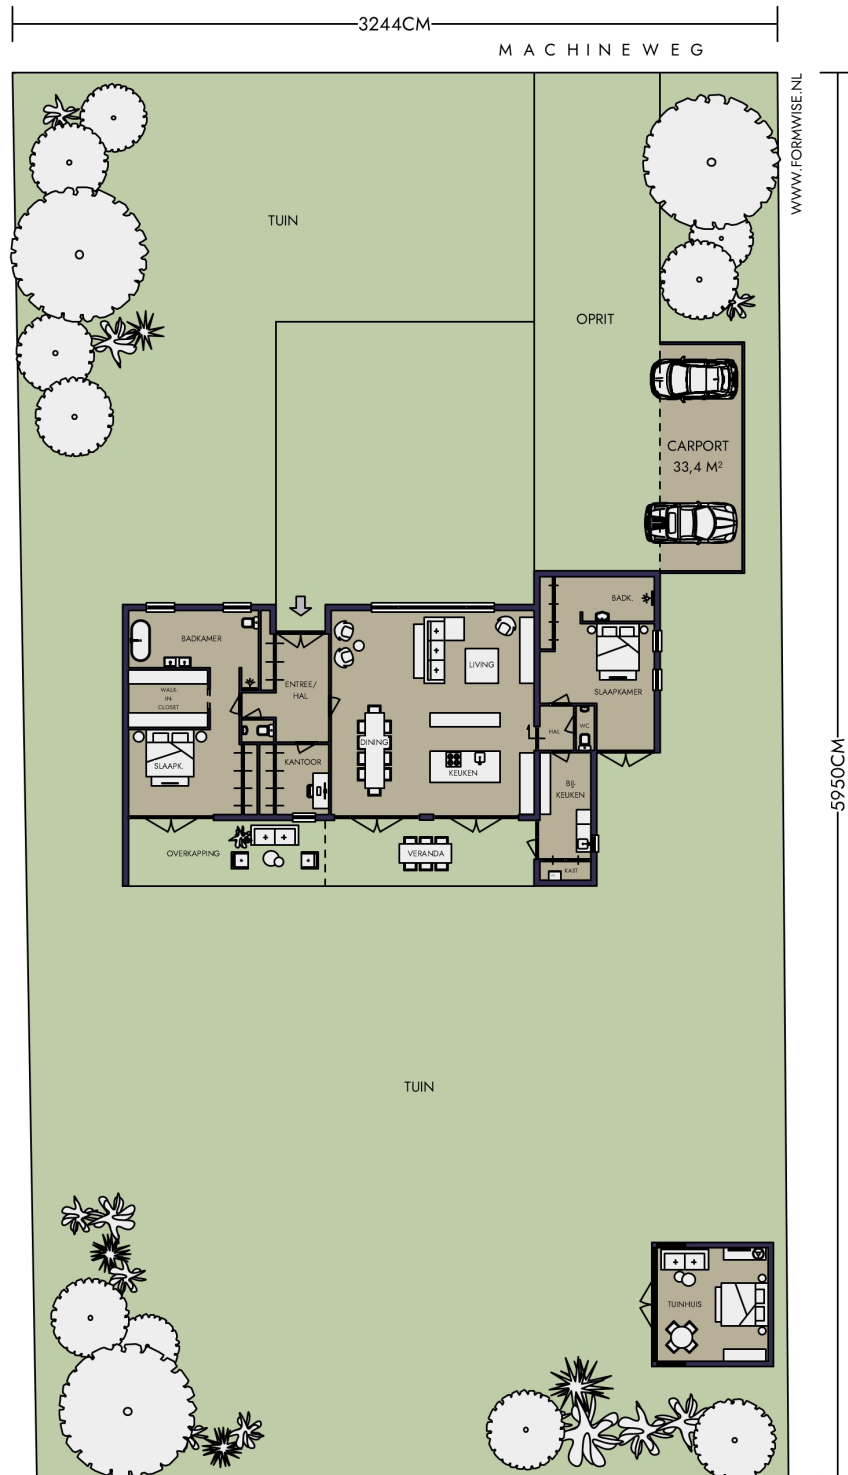 3244CM
MACHINEWEG
WWW.FORMWISE.NL
TUIN
OPRIT
CARPORT
33,4 M²
BADK.
BADKAMER
LIVING
ENTREE/
HAL
SLAAPKAMER
WALK-
IN-
CLOSET
WC
HAL
DINING
KANTOOR
SLAAPK.
KEUKEN
BIJ-
KEUKEN
5950CM
OVERKAPPING
VERANDA
KAST
TUIN
TUINHUIS